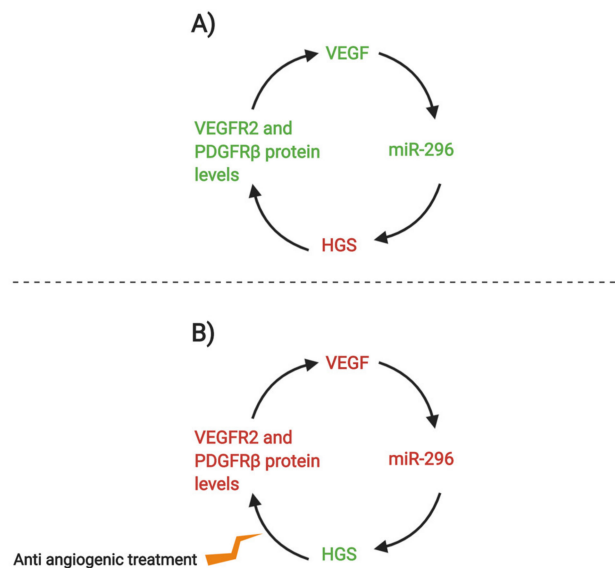 A)
VEGF
VEGFR2 and
PDGFRβ protein
levels
miR-296
HGS
B)
VEGF
VEGFR2 and
PDGFRβ protein
levels
miR-296
Anti angiogenic treatment
HGS